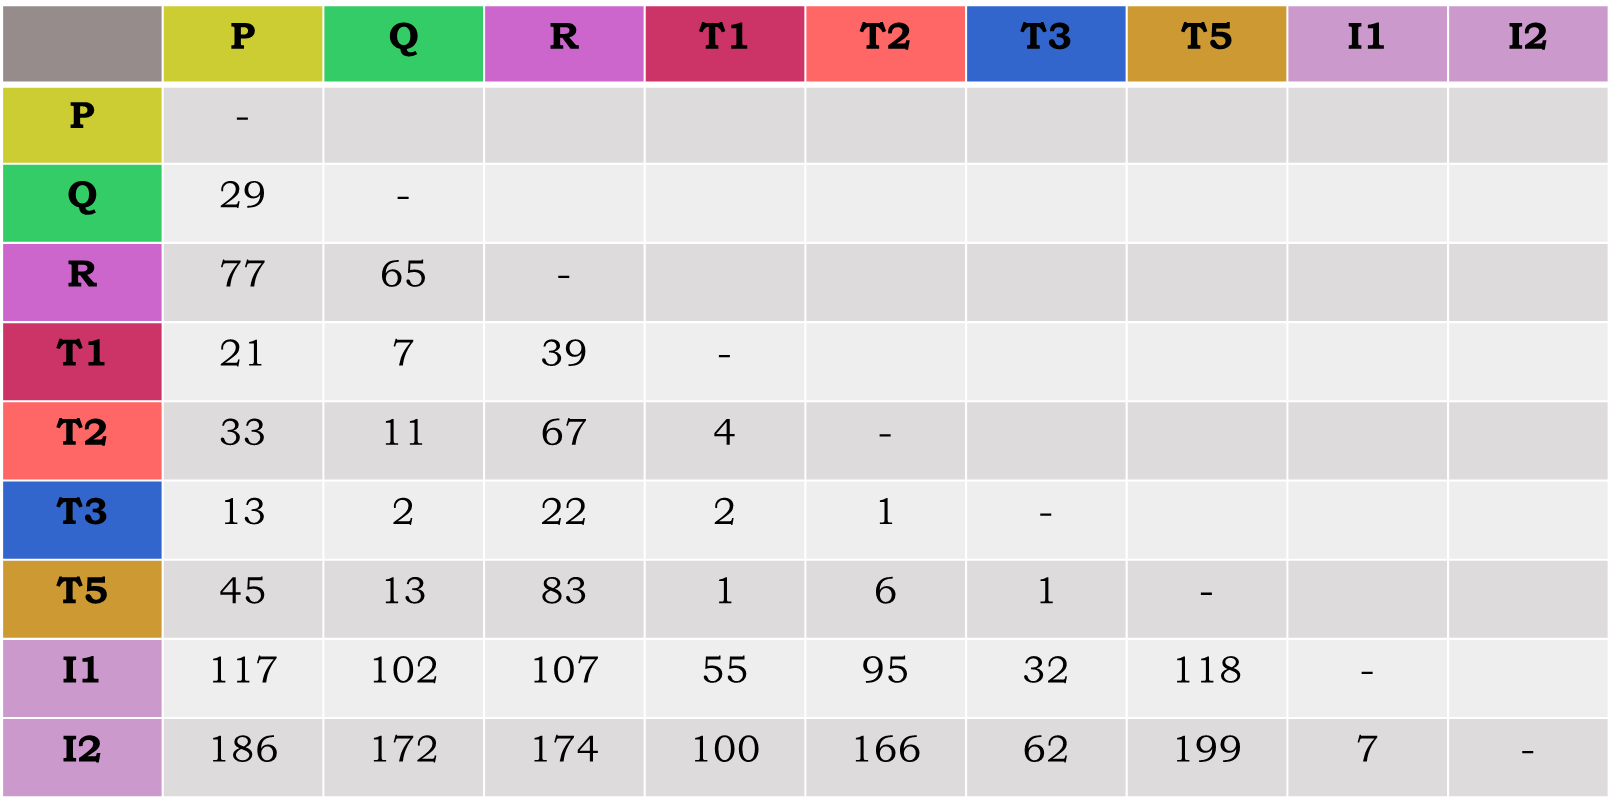 P Q R T1 T2 T3 T5 I1 I2
P -
Q 29 -
R 77 65 -
T1 21 7 39 -
T2 33 11 67 4 -
T3 13 2 22 2 1 -
T5 45 13 83 1 6 1 -
I1 117 102 107 55 95 32 118 -
I2 186 172 174 100 166 62 199 7 -